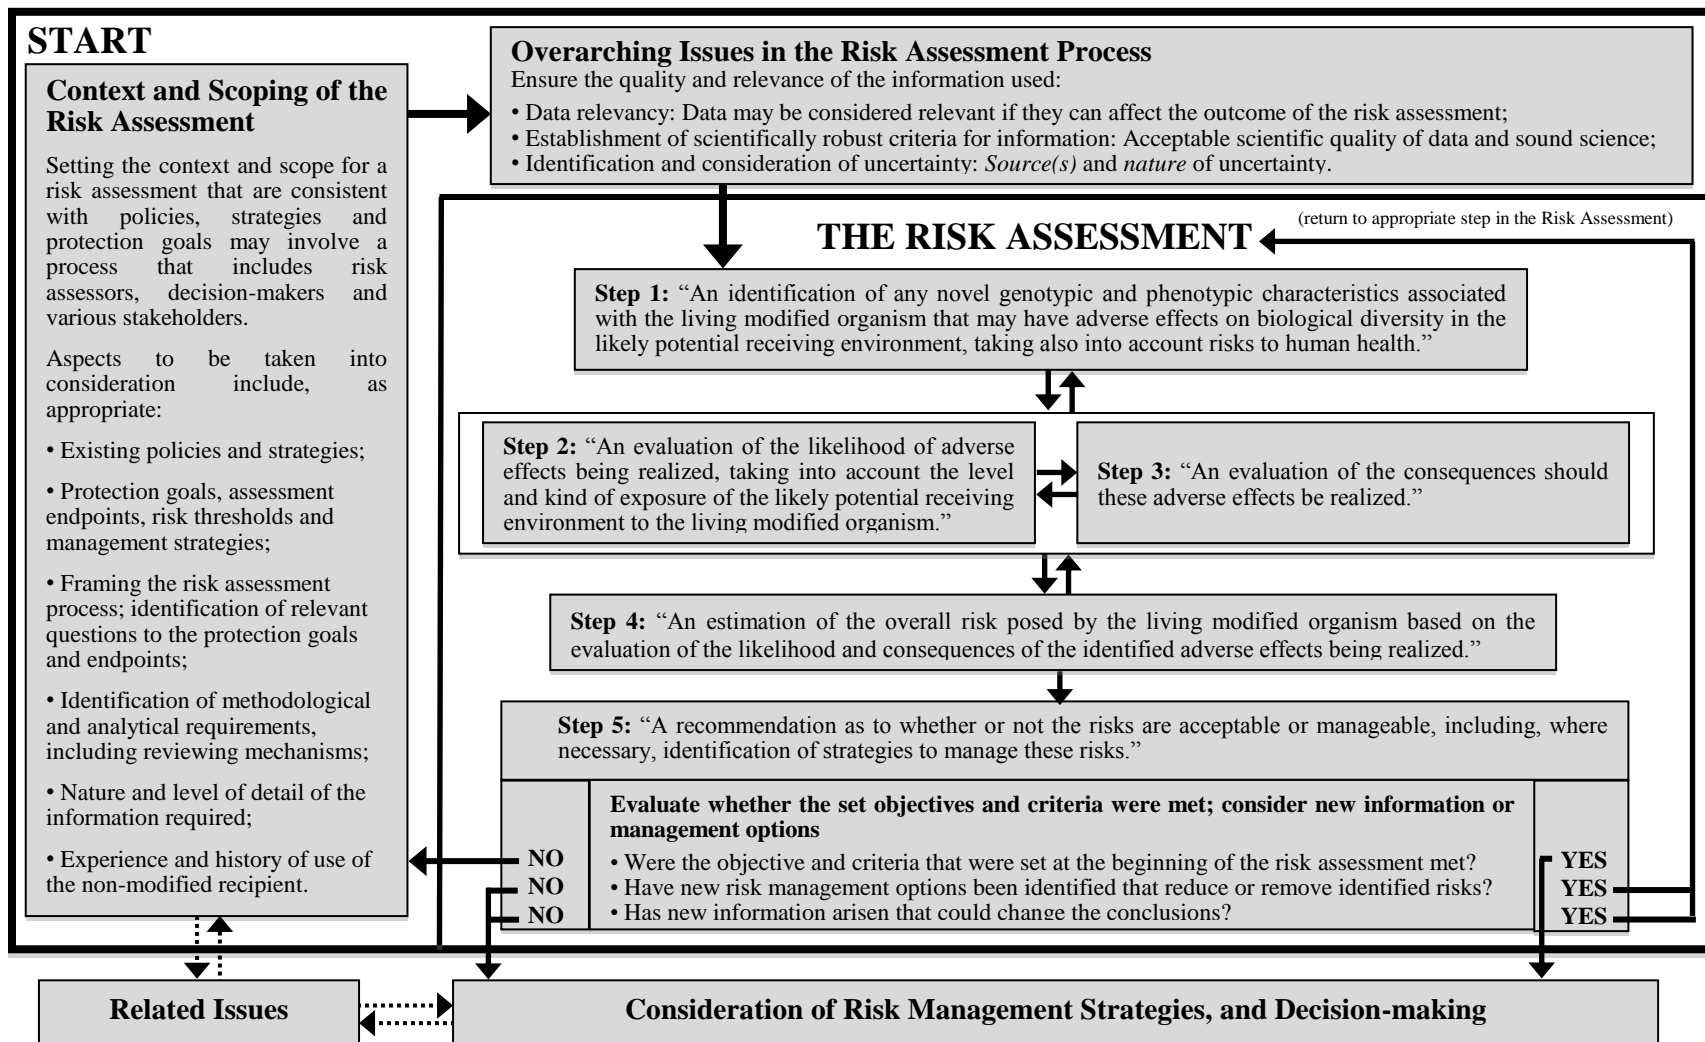 START
Context and Scoping of the
Risk Assessment
Setting the context and scope for a
risk assessment that are consistent
with policies, strategies and
protection goals may involve a
process that includes risk
assessors, decision-makers and
various stakeholders.
Aspects to be taken into
consideration include, as
appropriate:
• Existing policies and strategies;
• Protection goals, assessment
endpoints, risk thresholds and
management strategies;
• Framing the risk assessment
process; identification of relevant
questions to the protection goals
and endpoints;
• Identification of methodological
and analytical requirements,
including reviewing mechanisms;
• Nature and level of detail of the
information required;
• Experience and history of use of
the non-modified recipient.
Overarching Issues in the Risk Assessment Process
Ensure the quality and relevance of the information used:
• Data relevancy: Data may be considered relevant if they can affect the outcome of the risk assessment;
• Establishment of scientifically robust criteria for information: Acceptable scientific quality of data and sound science;
• Identification and consideration of uncertainty: Source(s) and nature of uncertainty.
THE RISK ASSESSMENT
(return to appropriate step in the Risk Assessment)
Step 1: “An identification of any novel genotypic and phenotypic characteristics associated
with the living modified organism that may have adverse effects on biological diversity in the
likely potential receiving environment, taking also into account risks to human health.”
Step 2: “An evaluation of the likelihood of adverse
effects being realized, taking into account the level
and kind of exposure of the likely potential receiving
environment to the living modified organism.”
Step 3: “An evaluation of the consequences should
these adverse effects be realized.”
Step 4: “An estimation of the overall risk posed by the living modified organism based on the
evaluation of the likelihood and consequences of the identified adverse effects being realized.”
Step 5: “A recommendation as to whether or not the risks are acceptable or manageable, including, where
necessary, identification of strategies to manage these risks.”
Evaluate whether the set objectives and criteria were met; consider new information or
management options
NO • Were the objective and criteria that were set at the beginning of the risk assessment met? YES
NO • Have new risk management options been identified that reduce or remove identified risks? YES
NO • Has new information arisen that could change the conclusions? YES
Related Issues
Consideration of Risk Management Strategies, and Decision-making